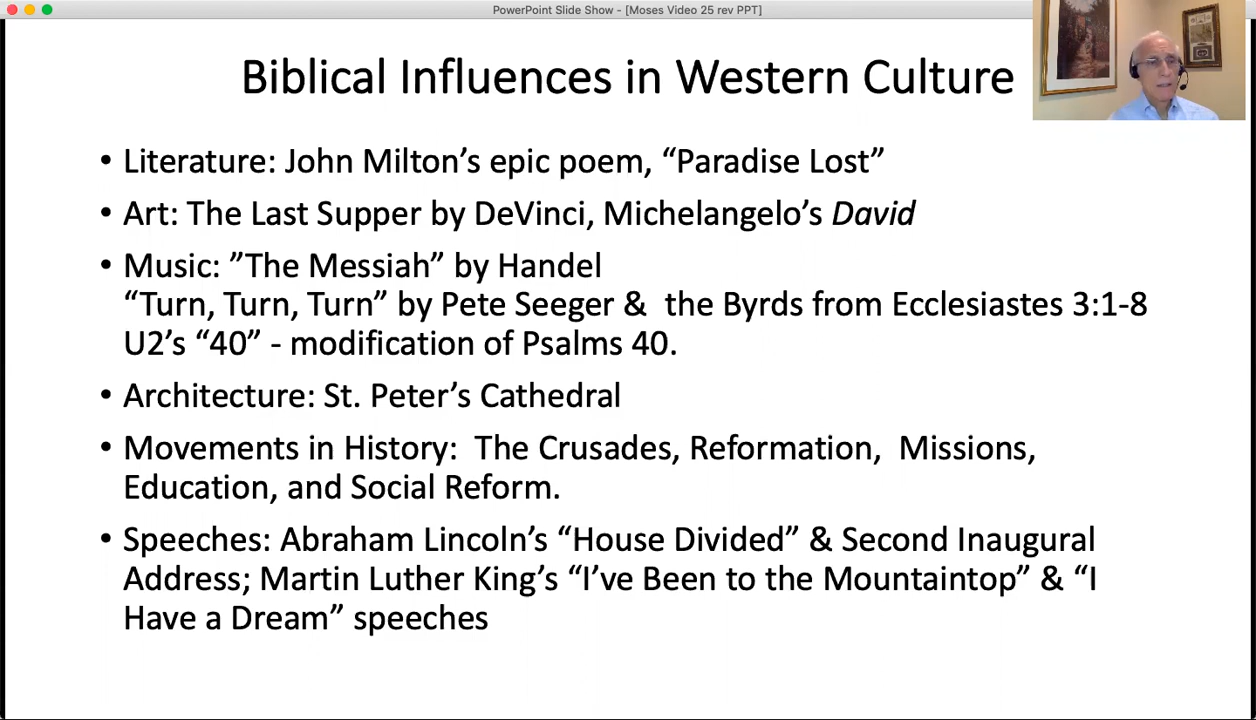 PowerPoint Slide Show - [Moses Video 25 rev PPT]
Biblical Influences in Western Culture
• Literature: John Milton’s epic poem, “Paradise Lost”
• Art: The Last Supper by DeVinci, Michelangelo’s David
• Music: ”The Messiah” by Handel
“Turn, Turn, Turn” by Pete Seeger & the Byrds from Ecclesiastes 3:1-8
U2’s “40” - modification of Psalms 40.
• Architecture: St. Peter’s Cathedral
• Movements in History: The Crusades, Reformation, Missions,
Education, and Social Reform.
• Speeches: Abraham Lincoln’s “House Divided” & Second Inaugural
Address; Martin Luther King’s “I’ve Been to the Mountaintop” & “I
Have a Dream” speeches